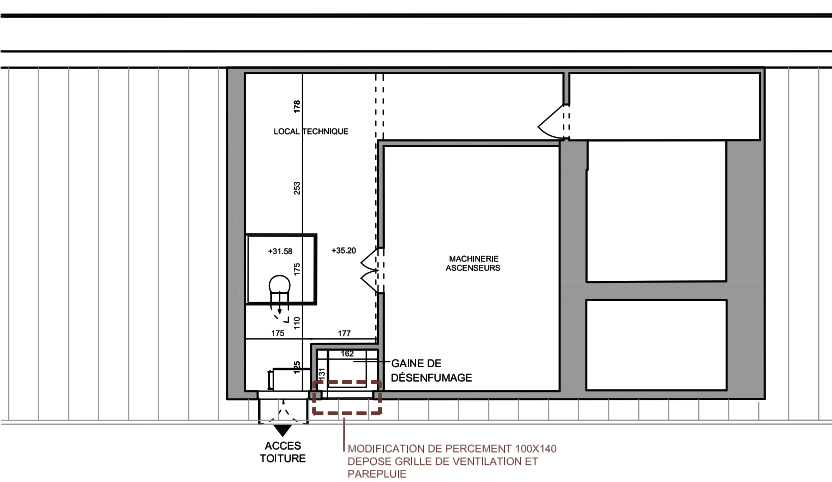 178
LOCAL TECHNIQUE
253
+31.58
+35.20
175
MACHINERIE
ASCENSEURS
110
175
177
162
GAINE DE
DÉSENFUMAGE
125
131
ACCES
TOITURE
MODIFICATION DE PERCEMENT 100X140
DEPOSE GRILLE DE VENTILATION ET
PAREPLUIE